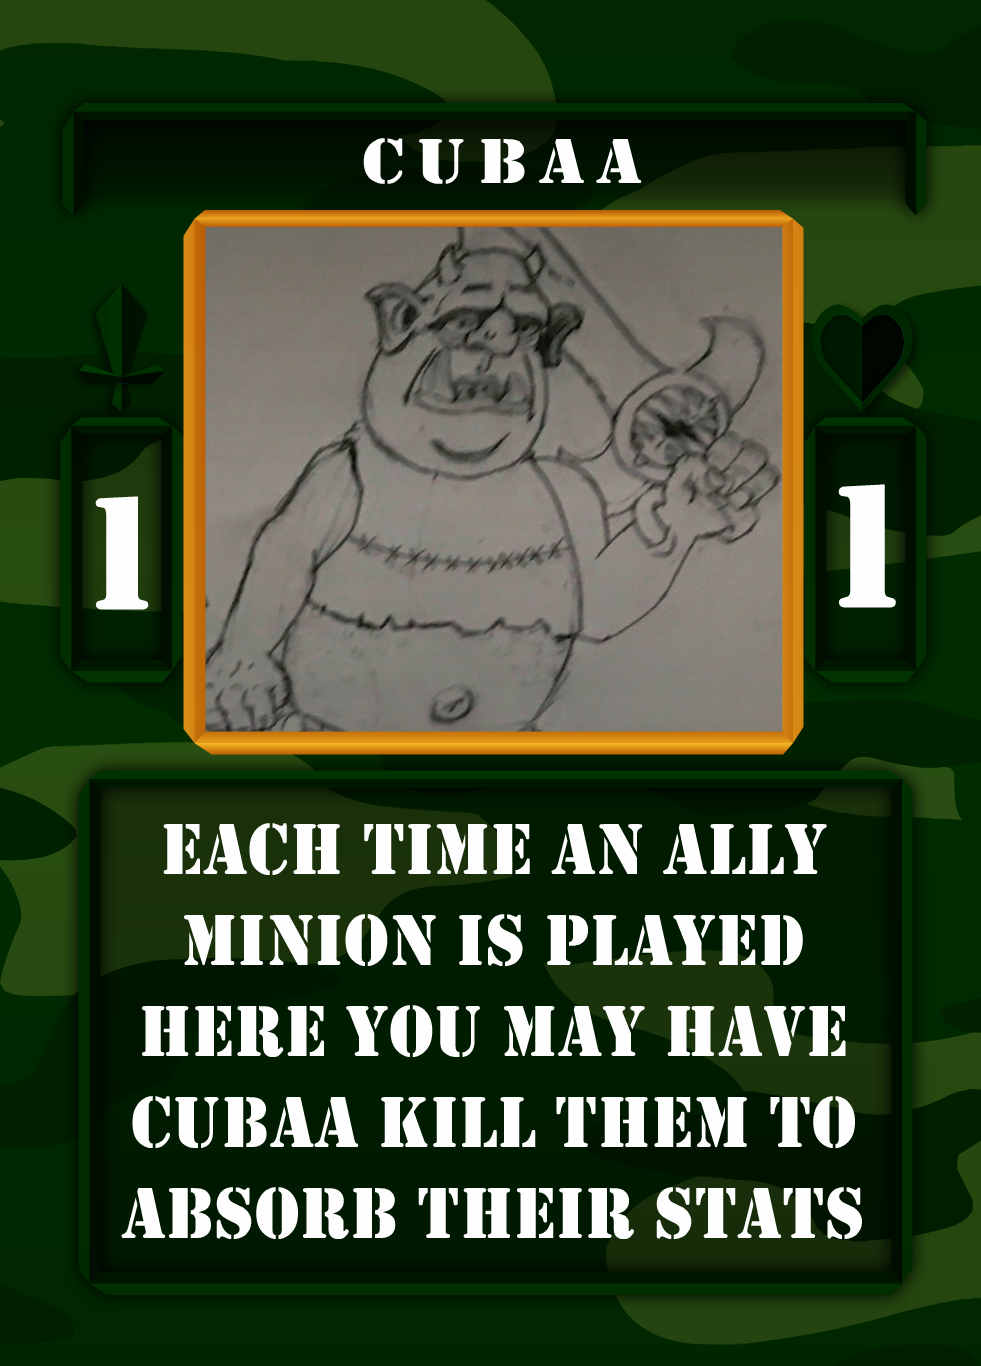 CUBAA
1
1
EACH TIME AN ALLY
MINION IS PLAYED
HERE YOU MAY HAVE
CUBAA KILL THEM TO
ABSORB THEIR STATS